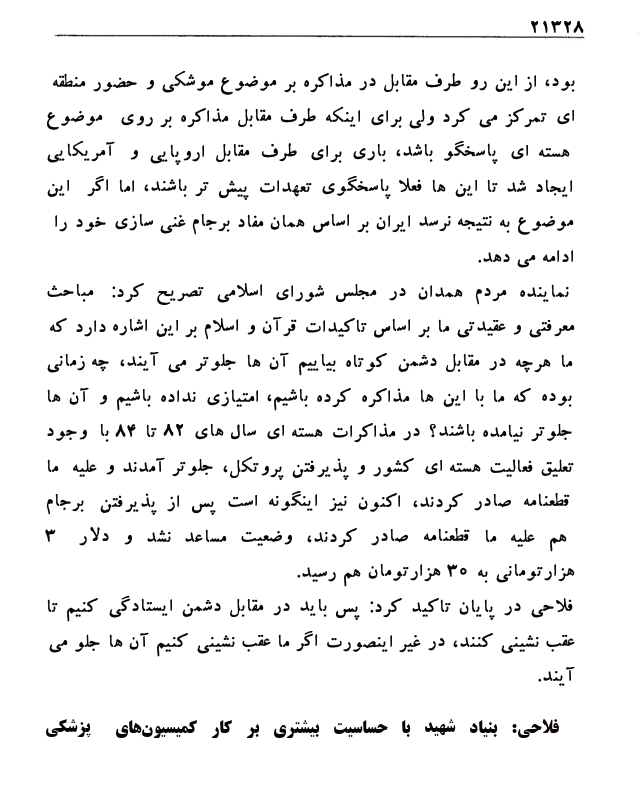 ۲۱۳۲۸
بود، از این رو طرف مقابل در مذاکره بر موضوع موشکی و حضور منطقه
ای تمرکز می کرد ولی برای اینکه طرف مقابل مذاکره بر روی موضوع
هسته ای پاسخگو باشد، باری برای طرف مقابل اروپایی و آمریکایی
ایجاد شد تا این ها فعلا پاسخگوی تعهدات پیش تر باشند، اما اگر این
موضوع به نتیجه نرسد ایران بر اساس همان مفاد برجام غنی سازی خود را
ادامه می دهد.
نماینده مردم همدان در مجلس شورای اسلامی تصریح کرد: مباحث
معرفتی و عقیدتی ما بر اساس تاکیدات قرآن و اسلام بر این اشاره دارد که
ما هرچه در مقابل دشمن کوتاه بیاییم آن ها جلوتر می آیند، چه زمانی
بوده که ما با این ها مذاکره کرده باشیم، امتیازی نداده باشیم و آن ها
جلوتر نیامده باشند؟ در مذاکرات هسته ای سال های ۸۲ تا ۸۴ با وجود
تعلیق فعالیت هسته ای کشور و پذیرفتن پروتکل، جلوتر آمدند و علیه ما
قطعنامه صادر کردند، اکنون نیز اینگونه است پس از پذیرفتن برجام
هم علیه ما قطعنامه صادر کردند، وضعیت مساعد نشد و دلار ۳
هزارتومانی به ۳۰ هزارتومان هم رسید.
فلاحی در پایان تاکید کرد: پس باید در مقابل دشمن ایستادگی کنیم تا
عقب نشینی کنند، در غیر اینصورت اگر ما عقب نشینی کنیم آن ها جلو می
آیند.
فلاحی: بنیاد شهید با حساسیت بیشتری بر کار کمیسیون‌های پزشکی